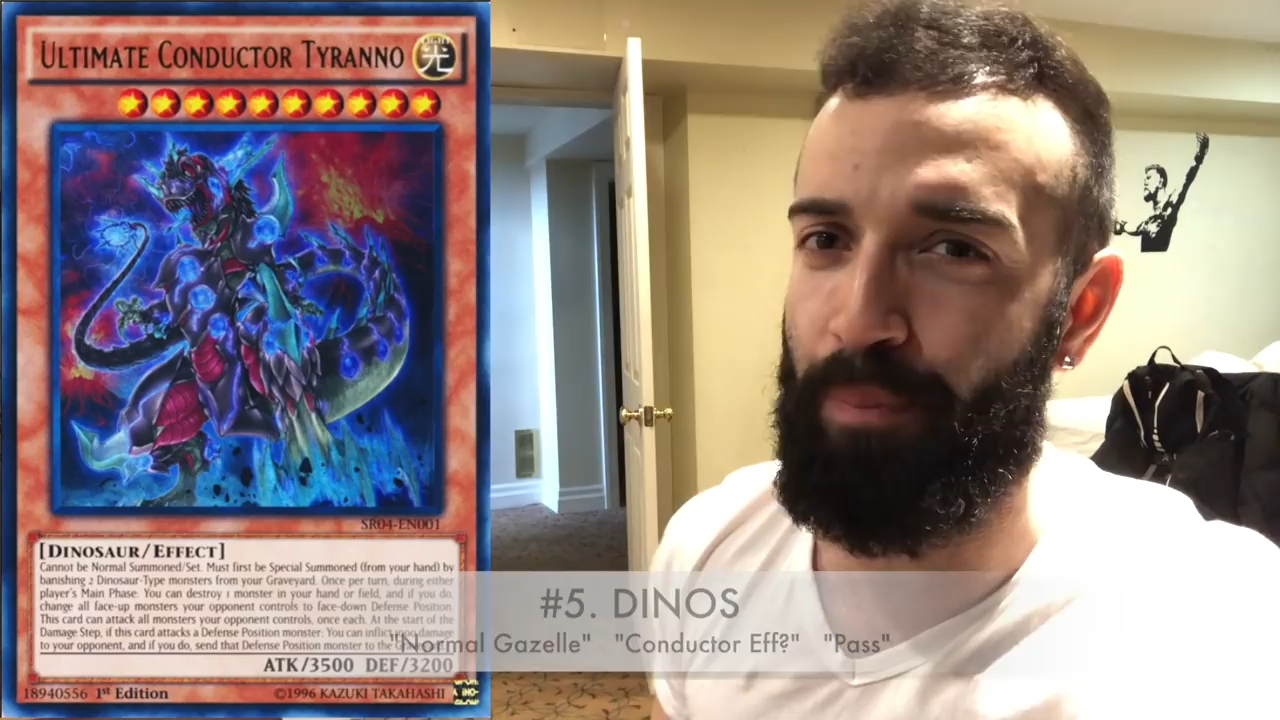 ULTIMATE CONDUCTOR TYRANNO
LIGHT
光
SR04-EN001
[DINOSAUR/EFFECT]
Cannot be Normal Summoned/Set. Must first be Special Summoned (from your hand) by
banishing 2 Dinosaur-Type monsters from your Graveyard. Once per turn, during either
player's Main Phase: You can destroy 1 monster in your hand or field, and if you do,
change all face-up monsters your opponent controls to face-down Defense Position.
This card can attack all monsters your opponent controls, once each. At the start of the
Damage Step, if this card attacks a Defense Position monster: You can inflict damage
to your opponent, and if you do, send that Defense Position monster to the
ATK/3500 DEF/3200
18940556 1st Edition ©1996 KAZUKI TAKAHASHI
#5. DINOS
"Normal Gazelle" "Conductor Eff?" "Pass"